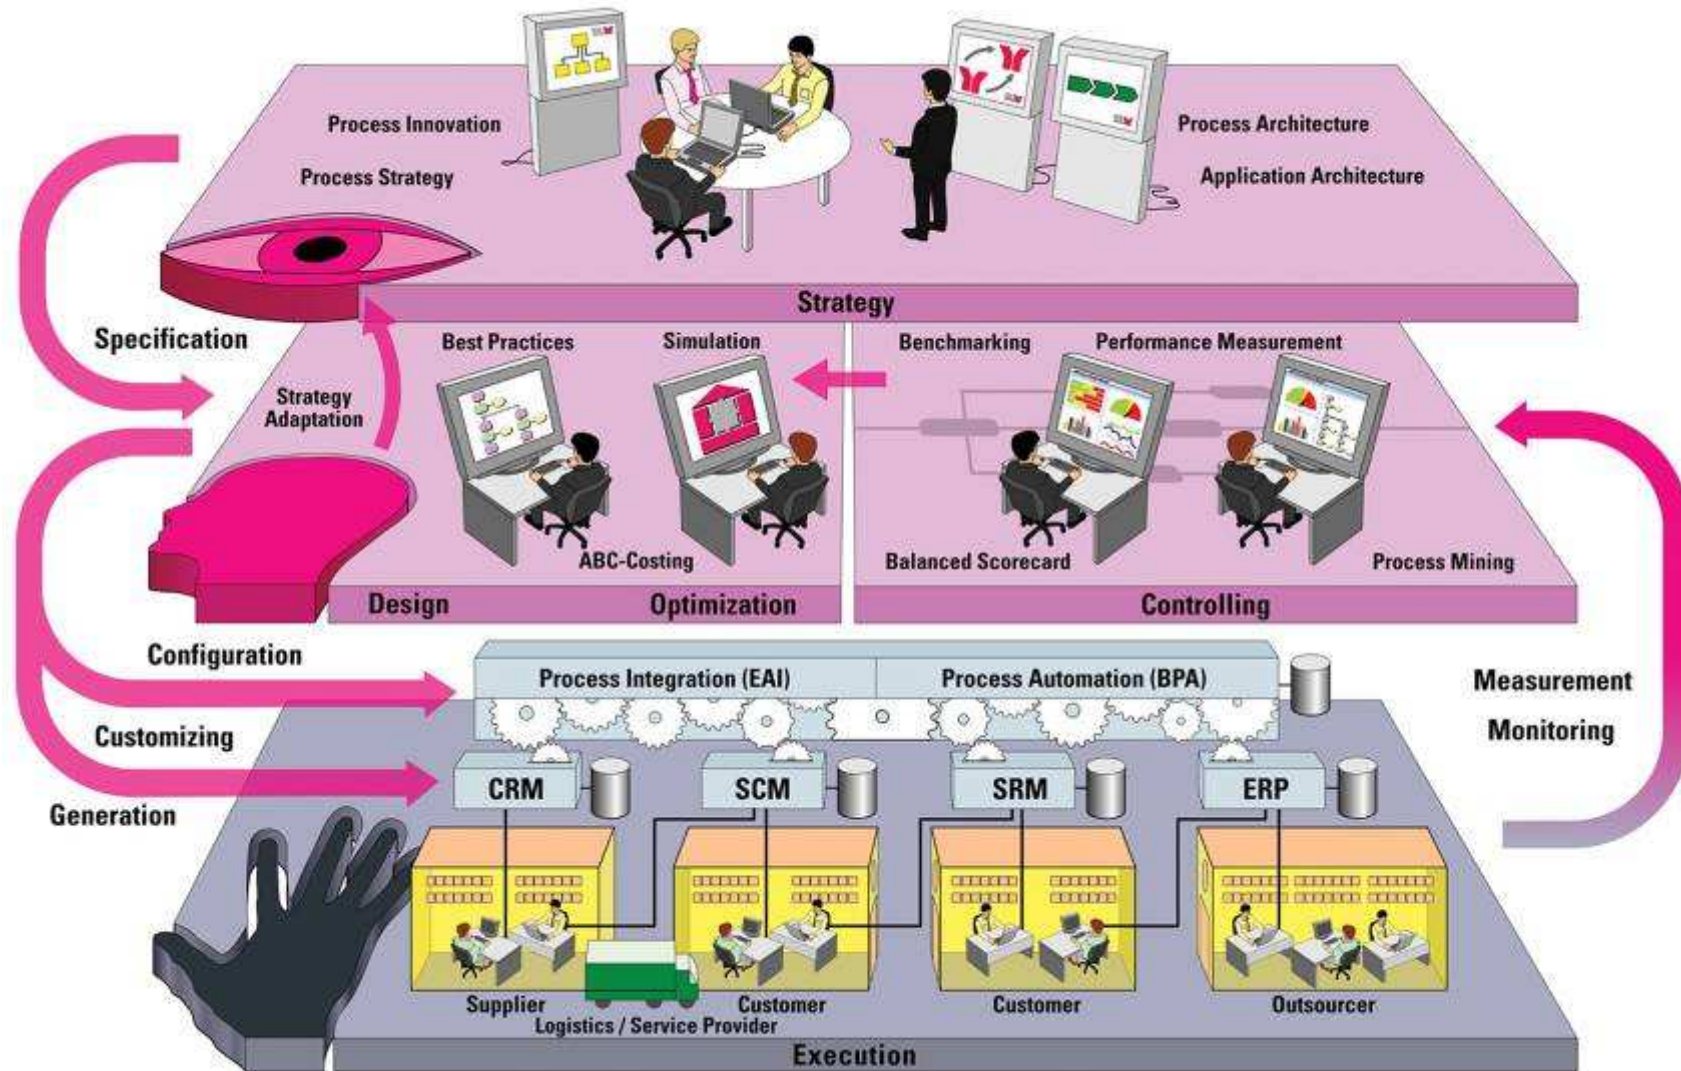 Process Innovation
Process Strategy
Process Architecture
Application Architecture
Strategy
Specification
Strategy
Adaptation
Best Practices
Simulation
Benchmarking
Performance Measurement
ABC-Costing
Balanced Scorecard
Process Mining
Design
Optimization
Controlling
Configuration
Customizing
Generation
Process Integration (EAI)
Process Automation (BPA)
Measurement
Monitoring
CRM
SCM
SRM
ERP
Supplier
Customer
Customer
Outsourcer
Logistics / Service Provider
Execution